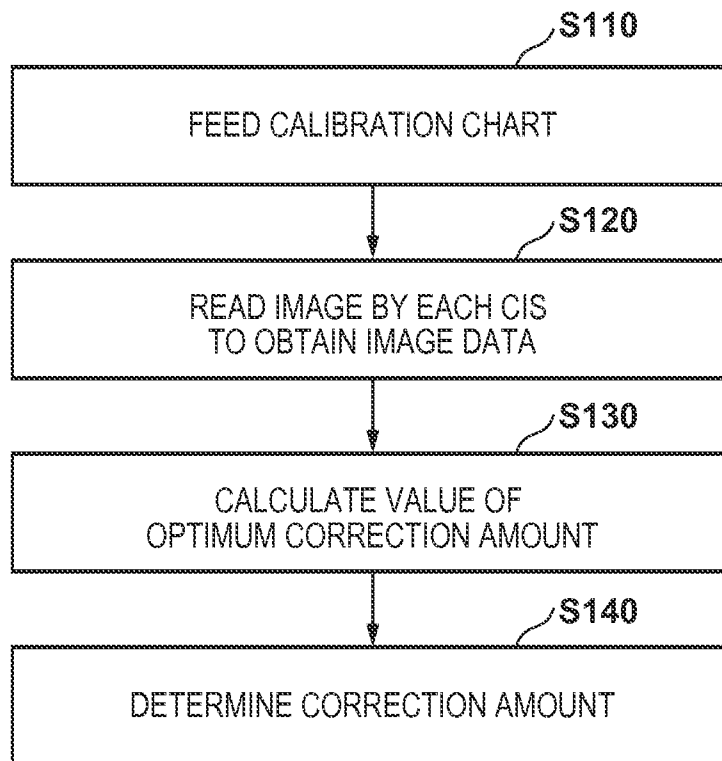 S110
FEED CALIBRATION CHART
S120
READ IMAGE BY EACH CIS
TO OBTAIN IMAGE DATA
S130
CALCULATE VALUE OF
OPTIMUM CORRECTION AMOUNT
S140
DETERMINE CORRECTION AMOUNT